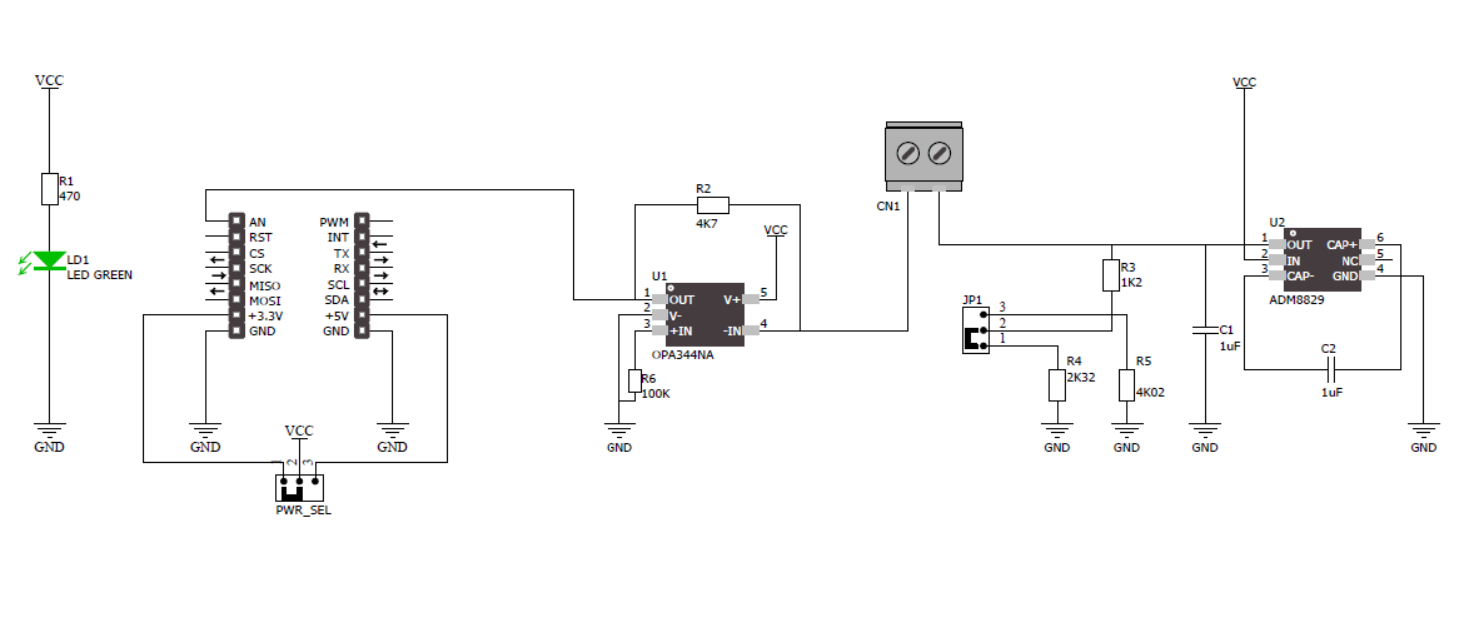 VCC
R1
470
LD1
LED GREEN
GND
AN
RST
CS
SCK
MISO
MOSI
+3.3V
GND
PWM
INT
TX
RX
SCL
SDA
+5V
GND
GND
GND
VCC
1
2
3
PWR_SEL
R2
4K7
VCC
U1
1
2
3
OUT
V-
+IN
V+
-IN
5
4
OPA344NA
R6
100K
GND
CN1
JP1
3
2
1
R3
1K2
R4
2K32
R5
4K02
GND
GND
C1
1uF
GND
VCC
U2
1
2
3
OUT
IN
CAP-
CAP+
NC
GND
6
5
4
ADM8829
C2
1uF
GND